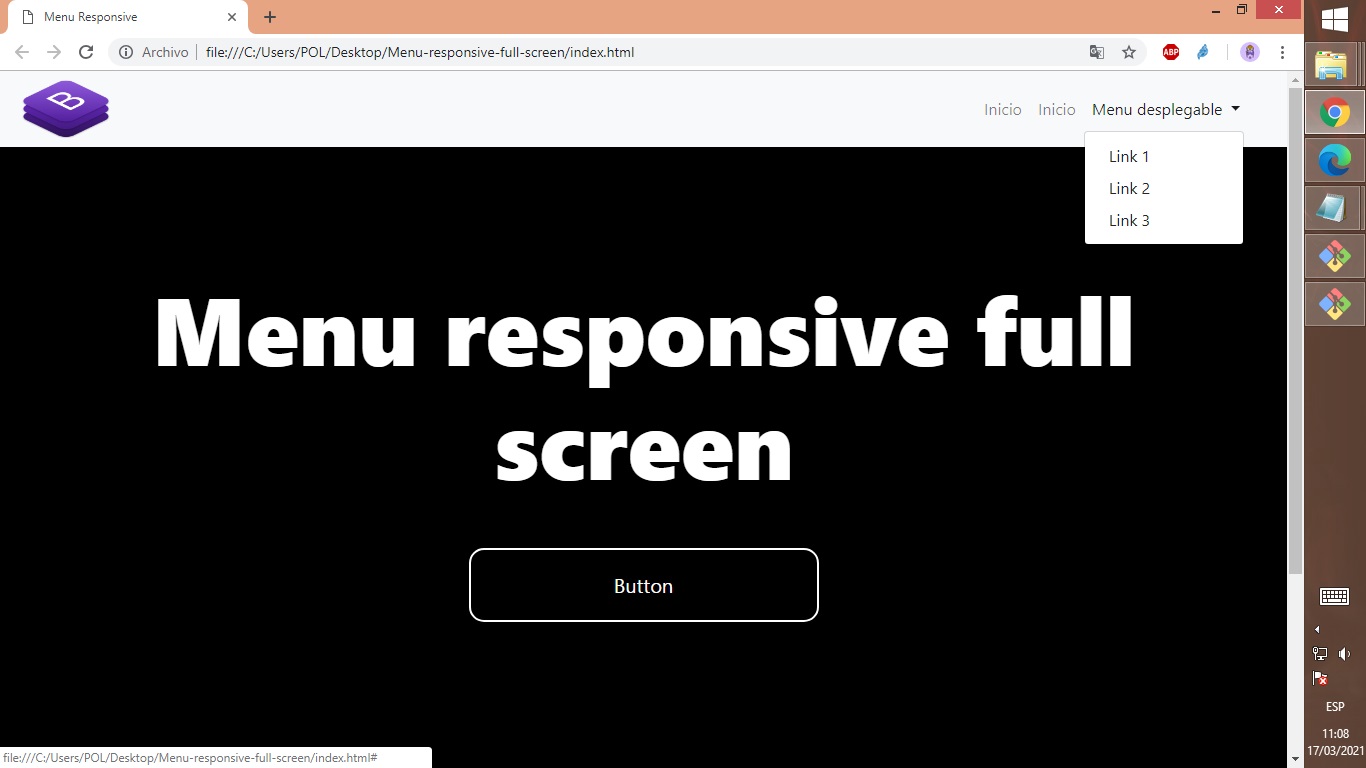 Menu Responsive
Archivo file:///C:/Users/POL/Desktop/Menu-responsive-full-screen/index.html
ABP
B
Inicio Inicio Menu desplegable
Link 1
Link 2
Link 3
Menu responsive full
screen
Button
file:///C:/Users/POL/Desktop/Menu-responsive-full-screen/index.html#
ESP
11:08
17/03/2021